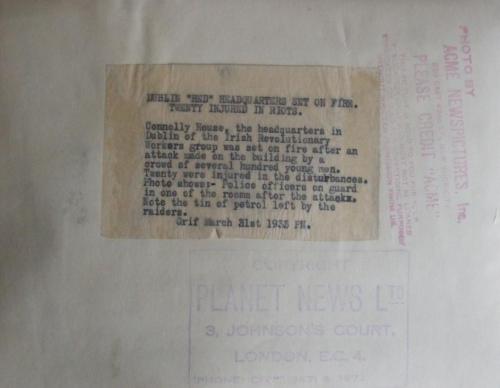 DUBLIN "RED" HEADQUARTERS SET ON FIRE.
TWENTY INJURED IN RIOTS.
Connelly House, the headquarters in
Dublin of the Irish Revolutionary
Workers group was set on fire after an
attack made on the building by a
crowd of several hundred young men.
Twenty were injured in the disturbances.
Photo shows- Police officers on guard
in one of the rooms after the attacks.
Note the tin of petrol left by the
raiders.
Grif March 31st 1933 PN.
PHOTO BY
ACME NEWSPICTURES, Inc.
PLEASE CREDIT "ACME"
COPYRIGHT
PLANET NEWS LTD
3, JOHNSON'S COURT,
LONDON, E.C. 4.